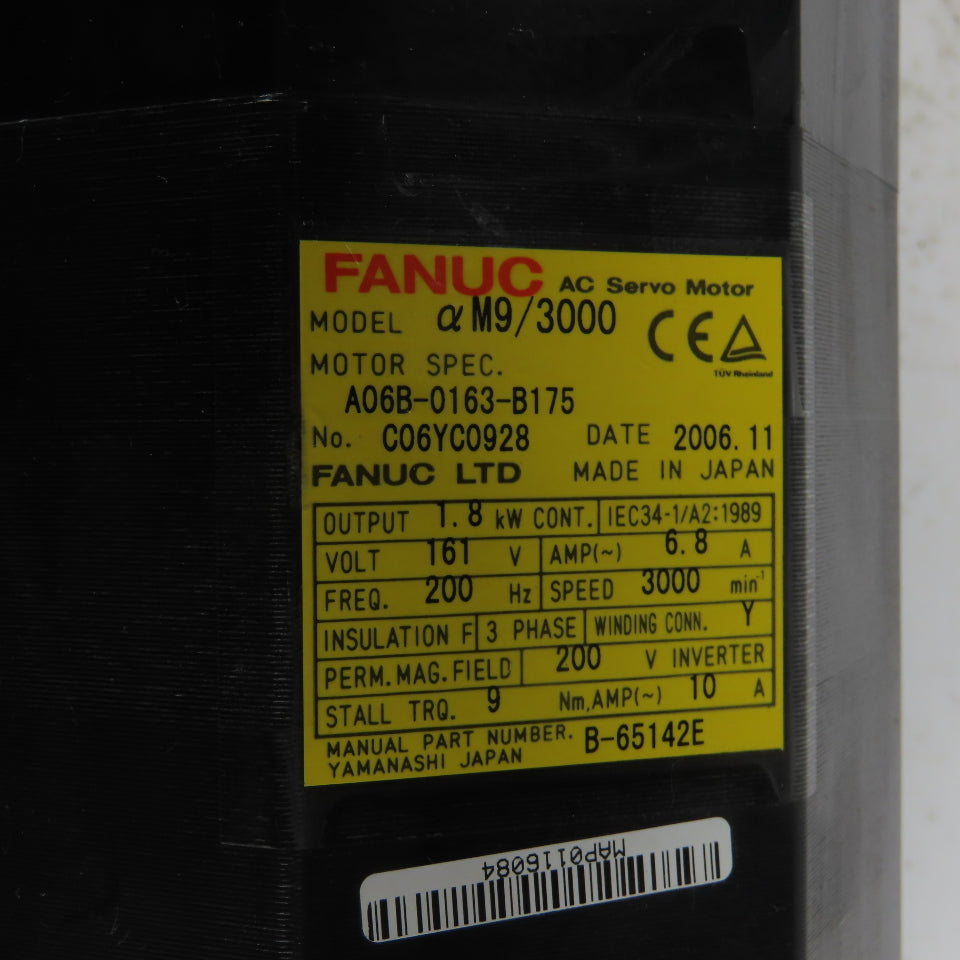 FANUC AC Servo Motor
MODEL αM9/3000
CE
TÜV Rheinland
MOTOR SPEC.
A06B-0163-B175
No. C06YC0928 DATE 2006.11
FANUC LTD MADE IN JAPAN
OUTPUT 1.8 kW CONT. IEC34-1/A2:1989
VOLT 161 V AMP(~) 6.8 A
FREQ. 200 Hz SPEED 3000 min-1
INSULATION F 3 PHASE WINDING CONN. Y
PERM.MAG.FIELD 200 V INVERTER
STALL TRQ. 9 Nm,AMP(~) 10 A
MANUAL PART NUMBER. B-65142E
YAMANASHI JAPAN
MAP0116084